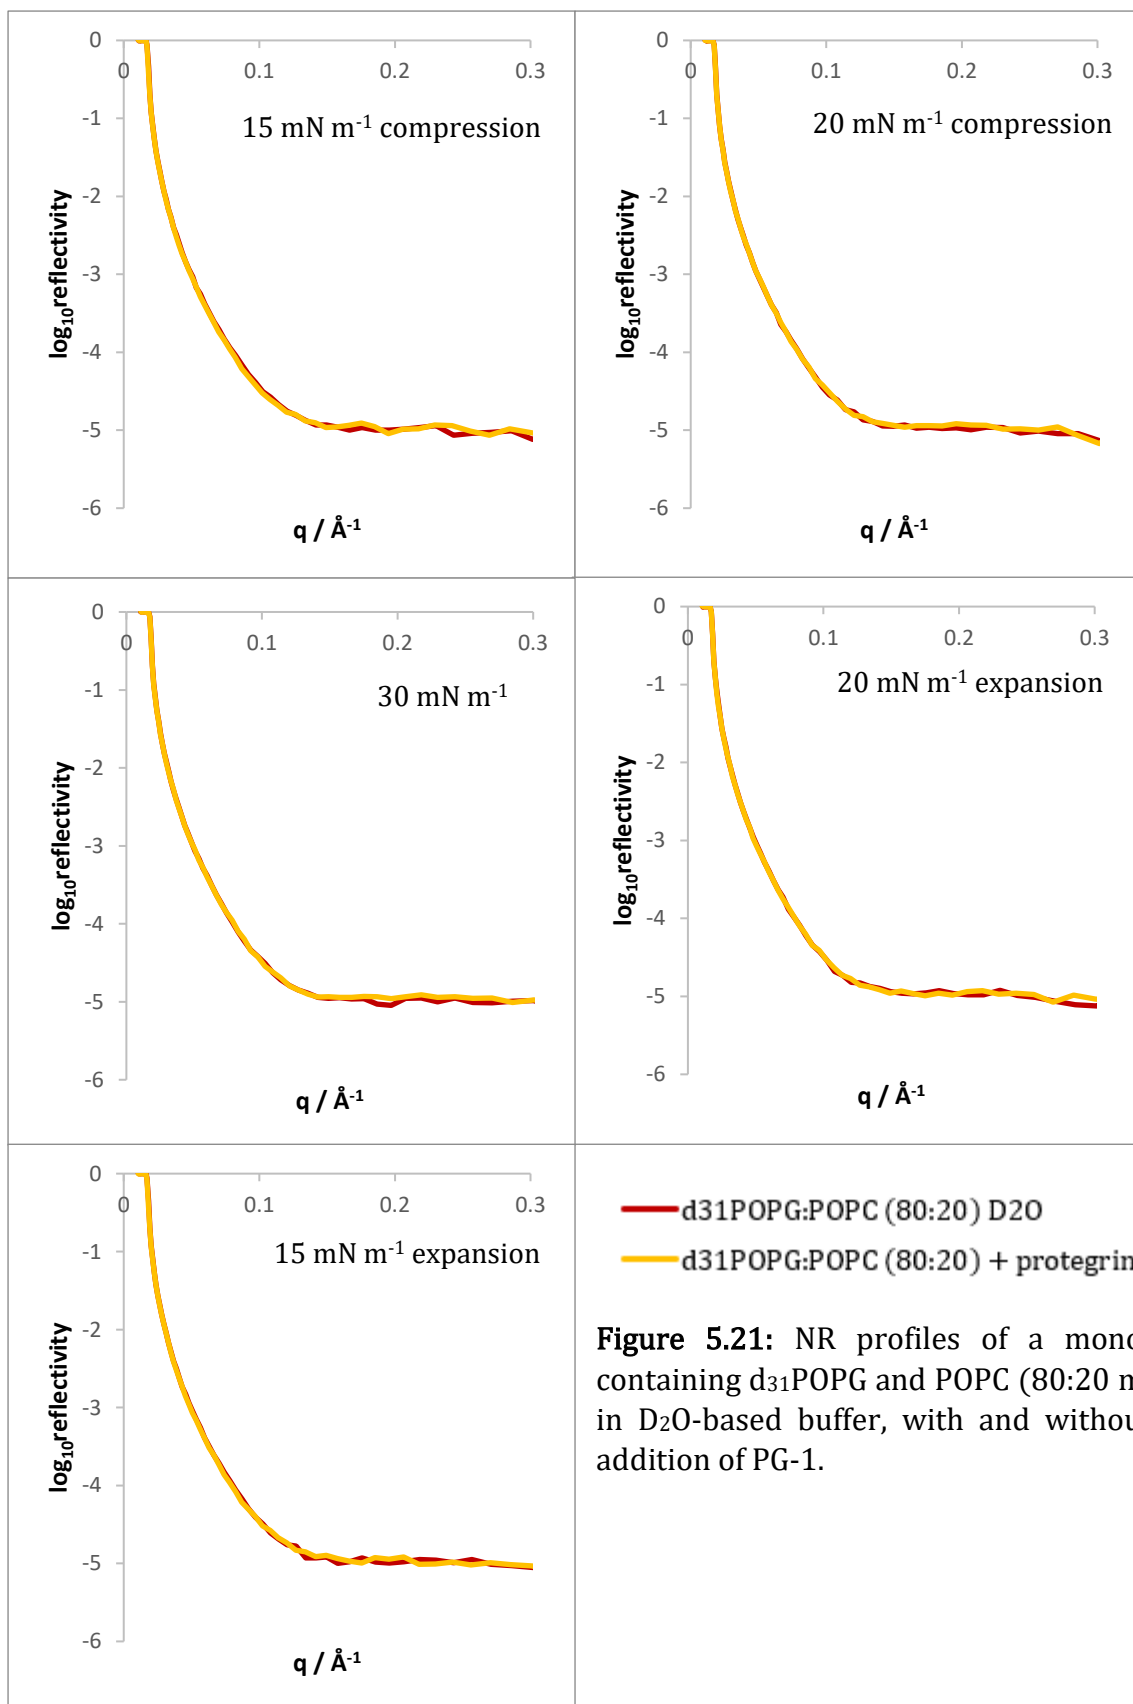 0
0 0.1 0.2 0.3
-1
-2
-3
-4
-5
-6
log₁₀reflectivity
15 mN m⁻¹ compression
q / Å⁻¹
0
0 0.1 0.2 0.3
-1
-2
-3
-4
-5
-6
log₁₀reflectivity
20 mN m⁻¹ compression
q / Å⁻¹
0
0 0.1 0.2 0.3
-1
-2
-3
-4
-5
-6
log₁₀reflectivity
30 mN m⁻¹
q / Å⁻¹
0
0 0.1 0.2 0.3
-1
-2
-3
-4
-5
-6
log₁₀reflectivity
20 mN m⁻¹ expansion
q / Å⁻¹
0
0 0.1 0.2 0.3
-1
-2
-3
-4
-5
-6
log₁₀reflectivity
15 mN m⁻¹ expansion
q / Å⁻¹
d31POPG:POPC (80:20) D2O
d31POPG:POPC (80:20) + protegrin
Figure 5.21: NR profiles of a mono
containing d₃₁POPG and POPC (80:20 m
in D₂O-based buffer, with and withou
addition of PG-1.